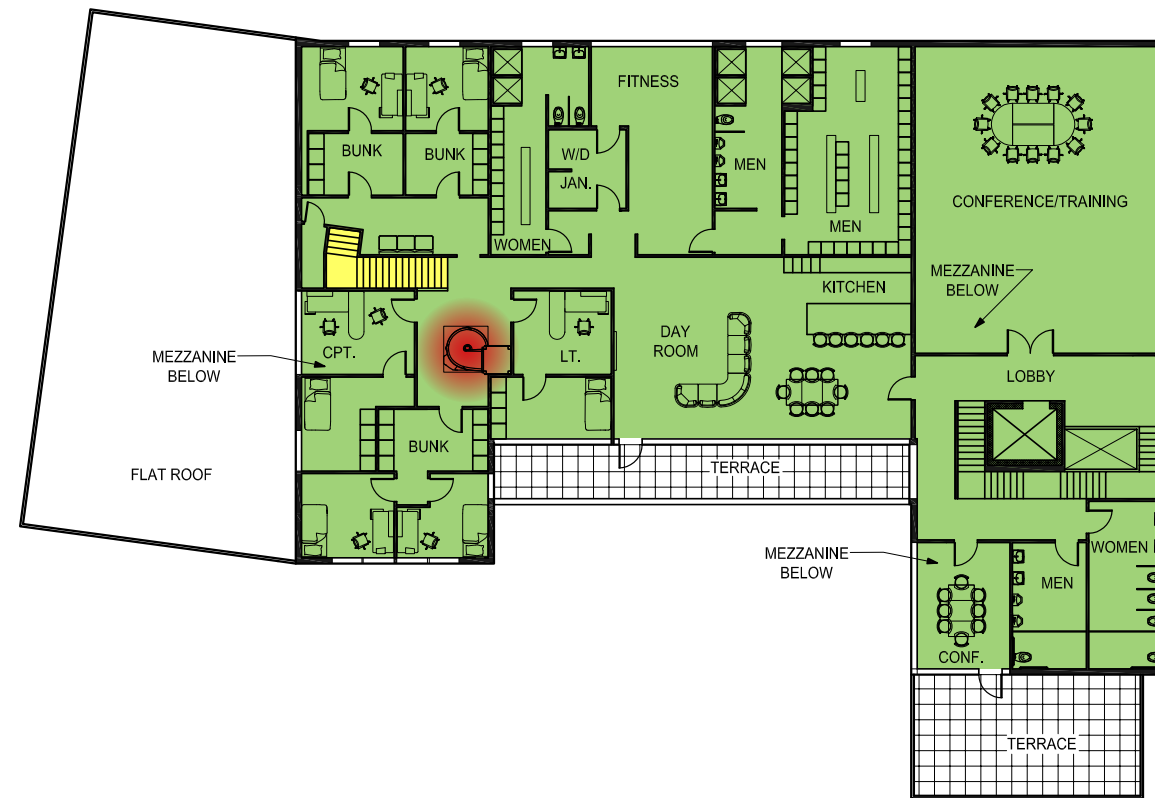 FITNESS
BUNK
BUNK
W/D
JAN.
MEN
WOMEN
MEN
CONFERENCE/TRAINING
MEZZANINE
BELOW
KITCHEN
DAY
ROOM
MEZZANINE
BELOW
CPT.
LT.
LOBBY
BUNK
FLAT ROOF
TERRACE
MEZZANINE
BELOW
WOMEN
MEN
CONF.
TERRACE